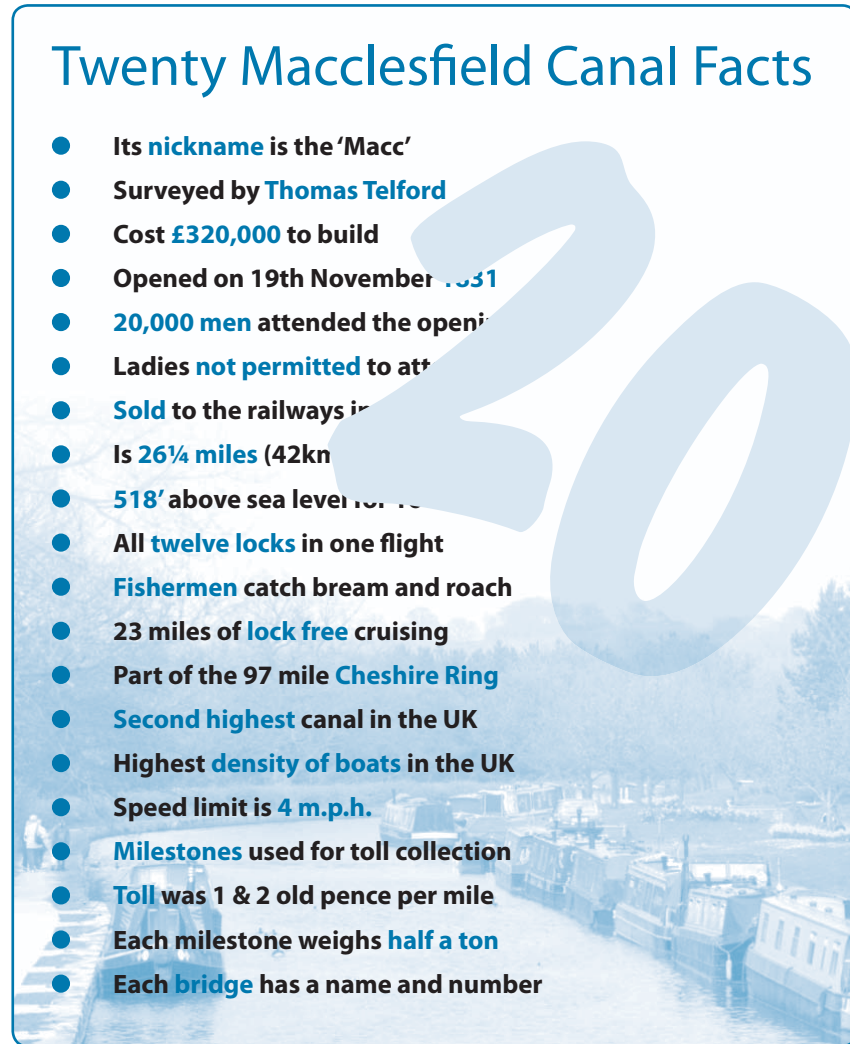 Twenty Macclesfield Canal Facts
● Its nickname is the ‘Macc’
● Surveyed by Thomas Telford
● Cost £320,000 to build
● Opened on 19th November 1831
● 20,000 men attended the
● Ladies not permitted to
● Sold to the railways
● Is 26¼ miles
● 518’ above sea level
● All twelve locks in one flight
● Fishermen catch bream and roach
● 23 miles of lock free cruising
● Part of the 97 mile Cheshire Ring
● Second highest canal in the UK
● Highest density of boats in the UK
● Speed limit is 4 m.p.h.
● Milestones used for toll collection
● Toll was 1 & 2 old pence per mile
● Each milestone weighs half a ton
● Each bridge has a name and number
20